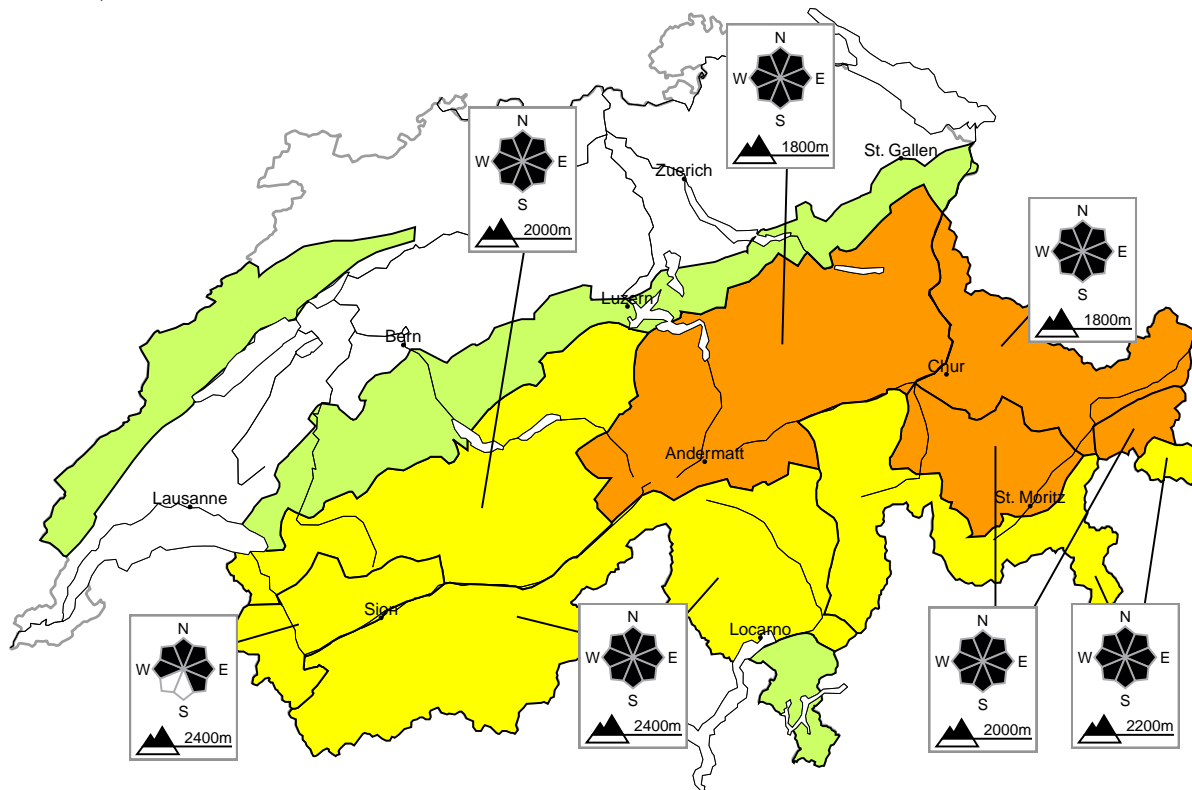 N
W E
S
1800m
St. Gallen
Zuerich
N
W E
S
2000m
N
W E
S
1800m
Luzern
Bern
Chur
Andermatt
Lausanne
St. Moritz
Sion
Locarno
N
W E
S
2400m
N
W E
S
2400m
N
W E
S
2000m
N
W E
S
2200m